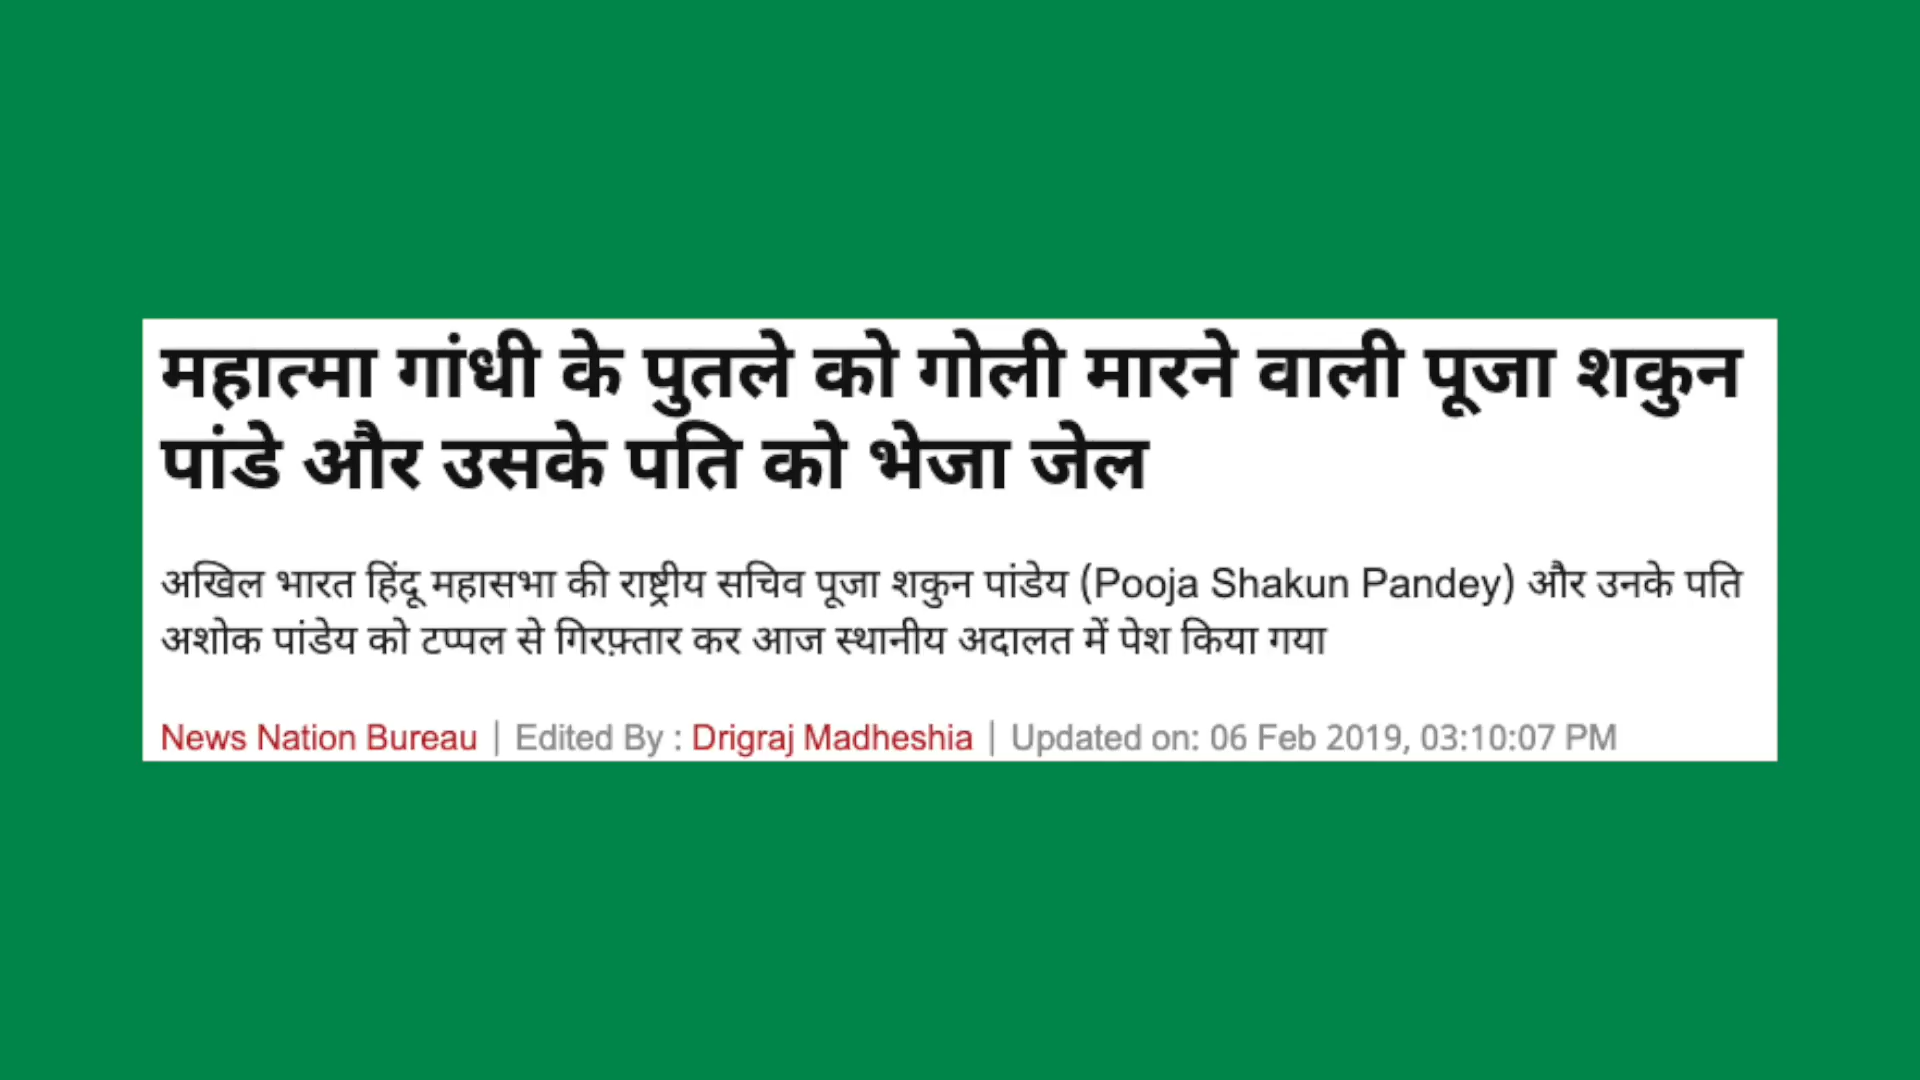 महात्मा गांधी के पुतले को गोली मारने वाली पूजा शकुन
पांडे और उसके पति को भेजा जेल
अखिल भारत हिंदू महासभा की राष्ट्रीय सचिव पूजा शकुन पांडेय (Pooja Shakun Pandey) और उनके पति
अशोक पांडेय को टप्पल से गिरफ़्तार कर आज स्थानीय अदालत में पेश किया गया
News Nation Bureau | Edited By : Drigraj Madheshia | Updated on: 06 Feb 2019, 03:10:07 PM